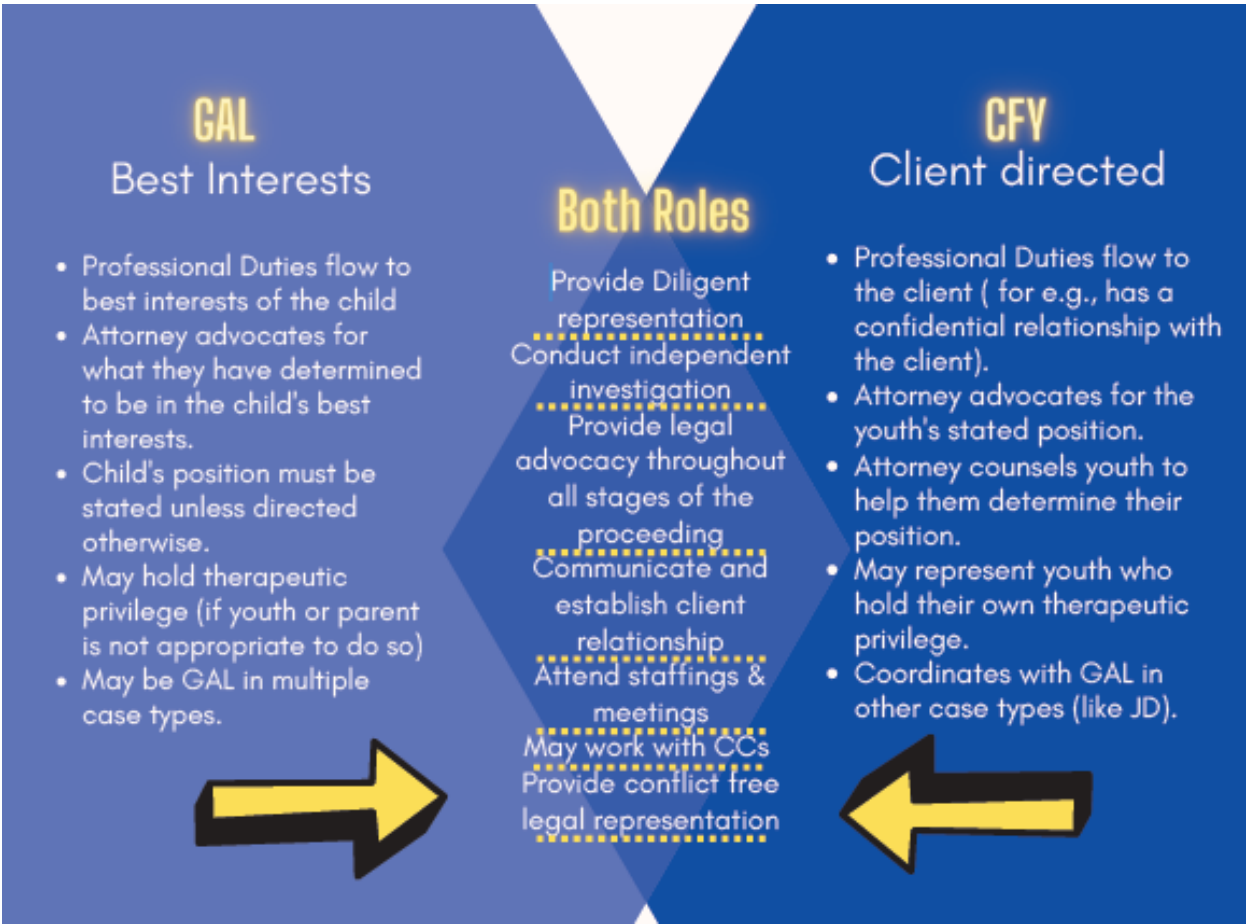 GAL
Best Interests
• Professional Duties flow to
best interests of the child
• Attorney advocates for
what they have determined
to be in the child's best
interests.
• Child's position must be
stated unless directed
otherwise.
• May hold therapeutic
privilege (if youth or parent
is not appropriate to do so)
• May be GAL in multiple
case types.
Both Roles
Provide Diligent
representation
Conduct independent
investigation
Provide legal
advocacy throughout
all stages of the
proceeding
Communicate and
establish client
relationship
Attend staffings &
meetings
May work with CCs
Provide conflict free
legal representation
CFY
Client directed
• Professional Duties flow to
the client ( for e.g., has a
confidential relationship with
the client).
• Attorney advocates for the
youth's stated position.
• Attorney counsels youth to
help them determine their
position.
• May represent youth who
hold their own therapeutic
privilege.
• Coordinates with GAL in
other case types (like JD).